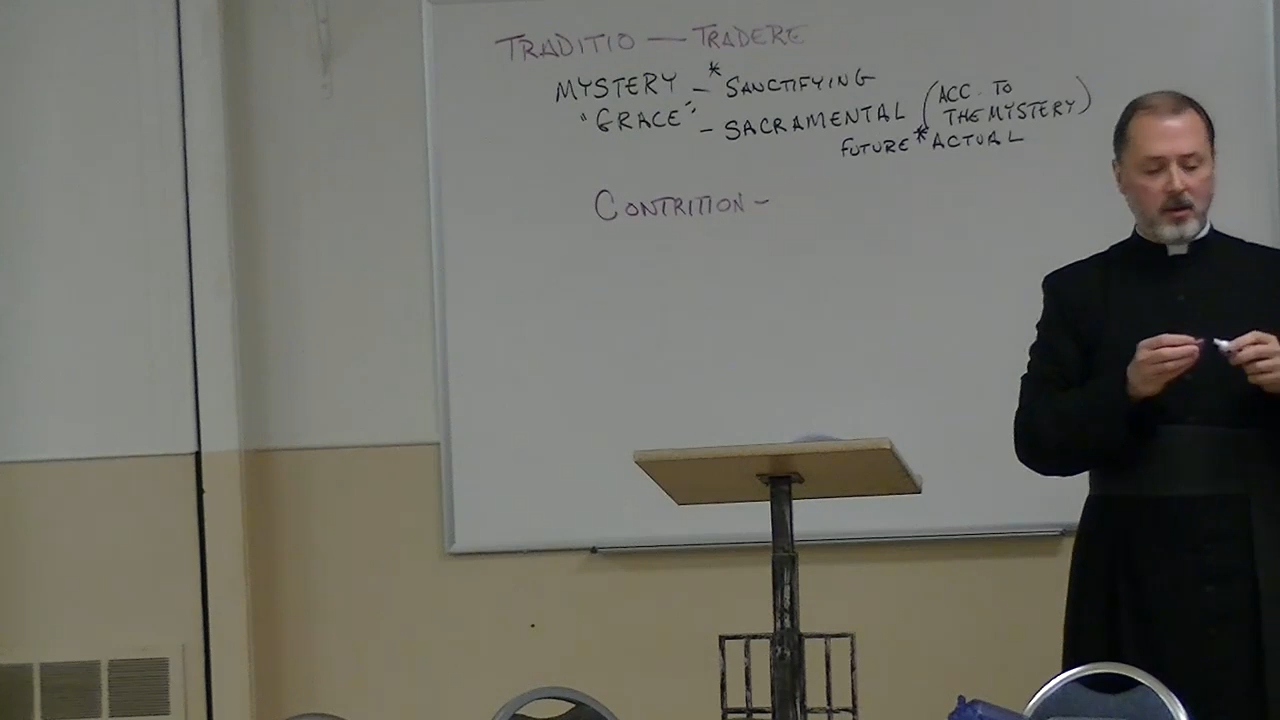 TRADITIO — TRADERE
MYSTERY - * SANCTIFYING
"GRACE" - SACRAMENTAL (ACC. TO THE MYSTERY)
FUTURE * ACTUAL
CONTRITION -